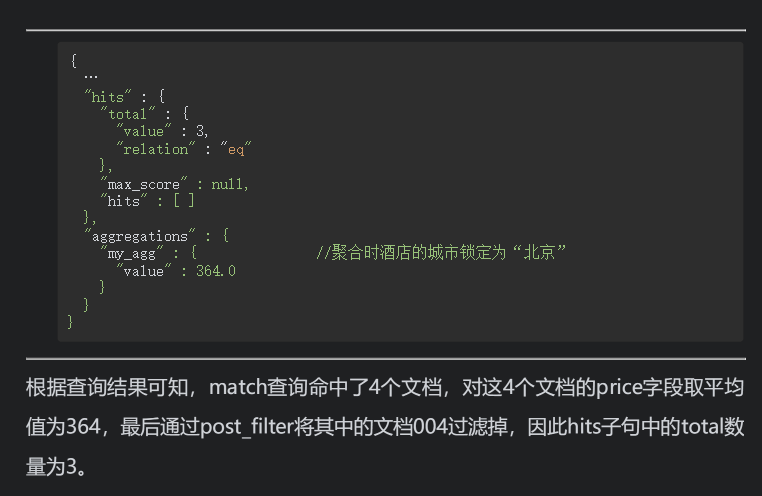 {
...
"hits" : {
"total" : {
"value" : 3,
"relation" : "eq"
},
"max_score" : null,
"hits" : [ ]
},
"aggregations" : {
"my_agg" : { //聚合时酒店的城市锁定为“北京”
"value" : 364.0
}
}
}
根据查询结果可知，match查询命中了4个文档，对这4个文档的price字段取平均
值为364，最后通过post_filter将其中的文档004过滤掉，因此hits子句中的total数
量为3。